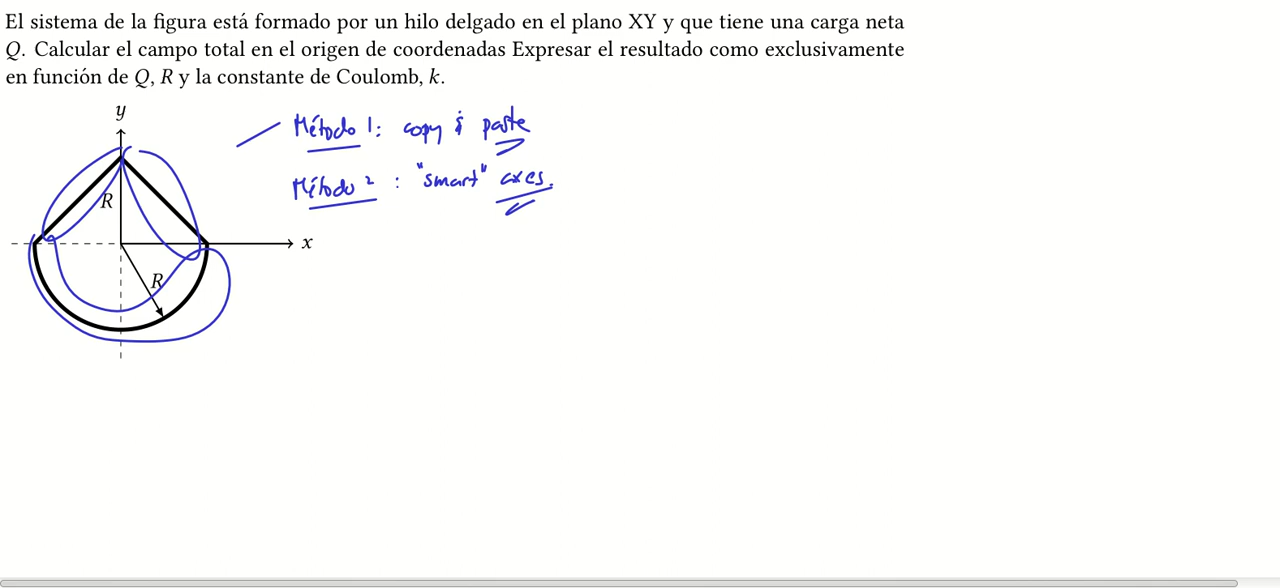 El sistema de la figura está formado por un hilo delgado en el plano XY y que tiene una carga neta
Q. Calcular el campo total en el origen de coordenadas Expresar el resultado como exclusivamente
en función de Q, R y la constante de Coulomb, k.
y
Método 1: copy & paste
Método 2 : "smart" axes.
R
x
R